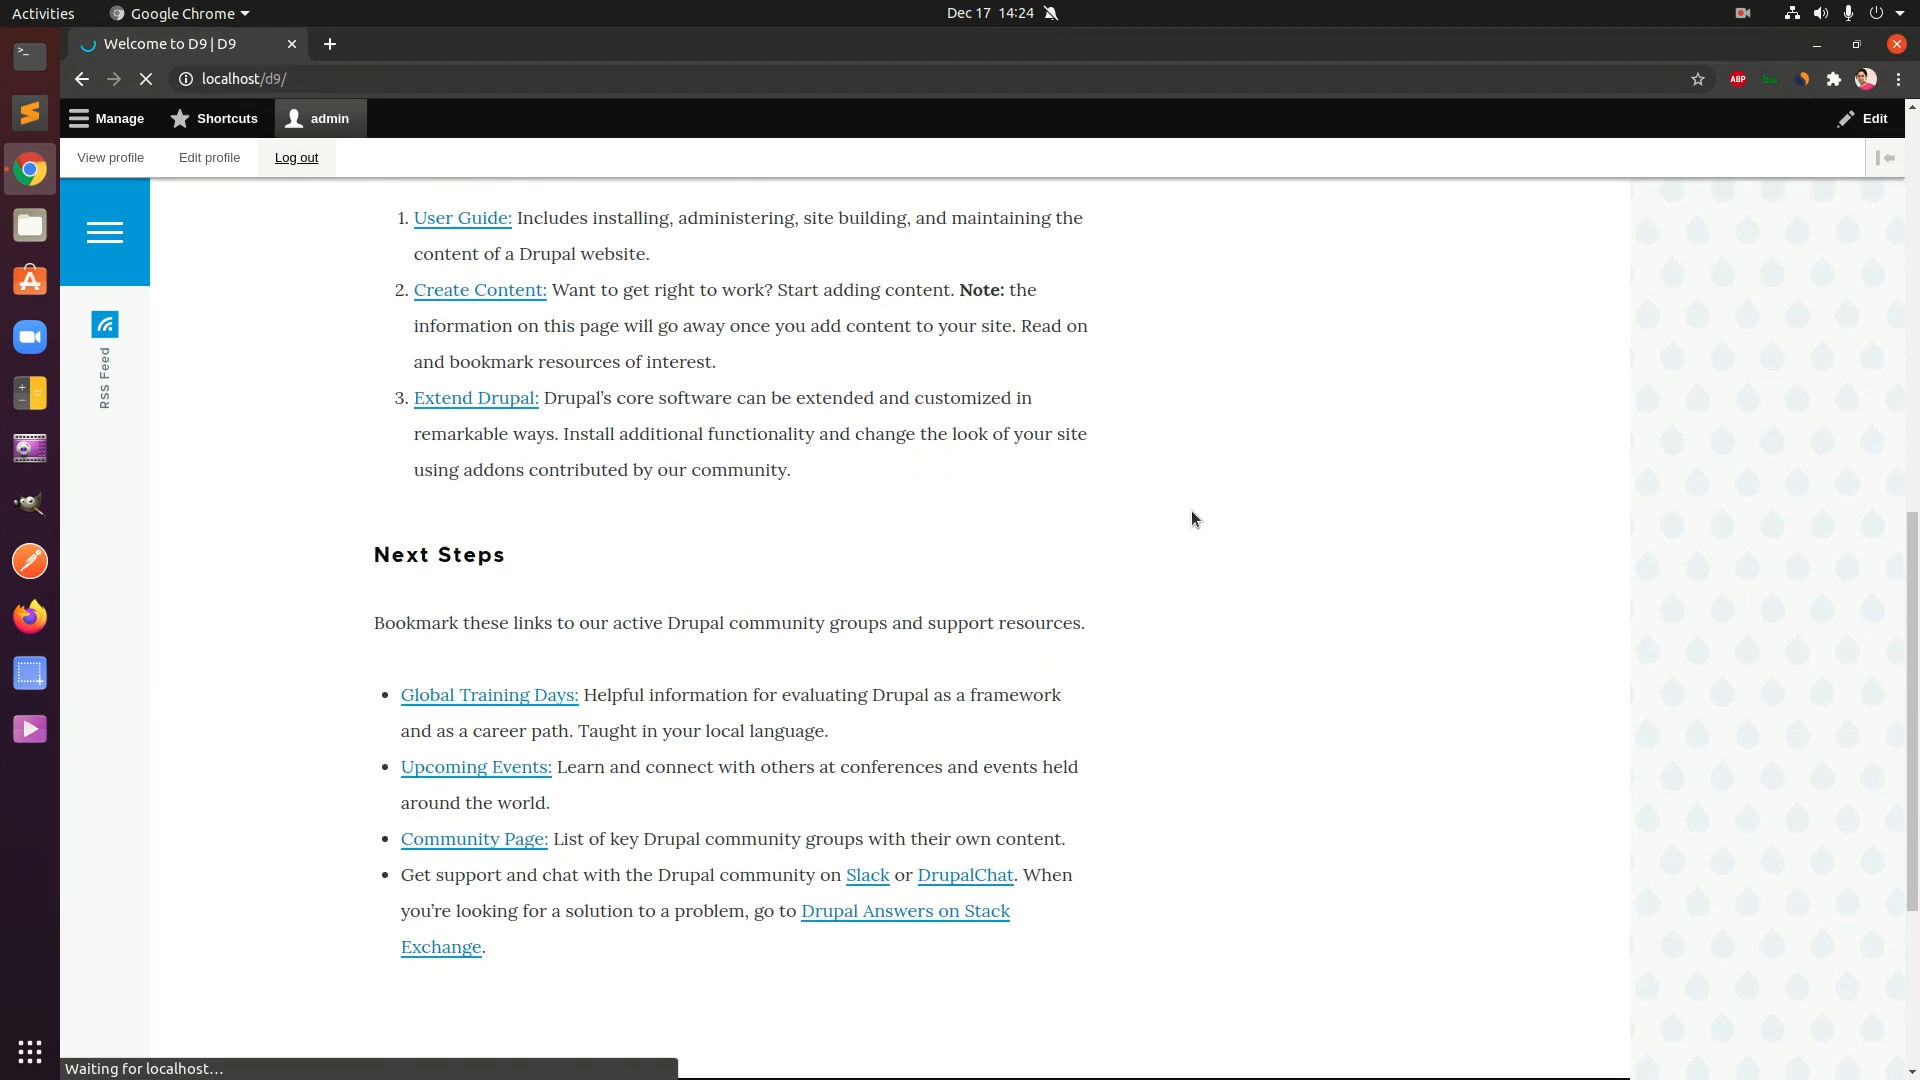 Activities
Google Chrome
Dec 17 14:24
Welcome to D9 | D9
localhost/d9/
ABP
bw
Manage
Shortcuts
admin
Edit
View profile
Edit profile
Log out
RSS Feed
1. User Guide: Includes installing, administering, site building, and maintaining the
content of a Drupal website.
2. Create Content: Want to get right to work? Start adding content. Note: the
information on this page will go away once you add content to your site. Read on
and bookmark resources of interest.
3. Extend Drupal: Drupal’s core software can be extended and customized in
remarkable ways. Install additional functionality and change the look of your site
using addons contributed by our community.
Next Steps
Bookmark these links to our active Drupal community groups and support resources.
• Global Training Days: Helpful information for evaluating Drupal as a framework
and as a career path. Taught in your local language.
• Upcoming Events: Learn and connect with others at conferences and events held
around the world.
• Community Page: List of key Drupal community groups with their own content.
• Get support and chat with the Drupal community on Slack or DrupalChat. When
you’re looking for a solution to a problem, go to Drupal Answers on Stack
Exchange.
Waiting for localhost…